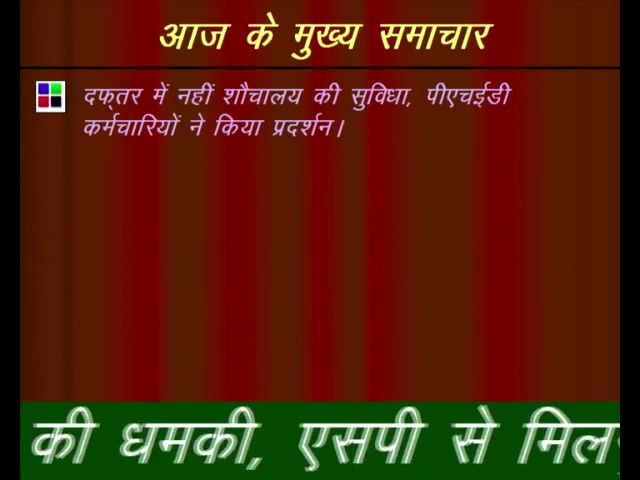 आज के मुख्य समाचार
दफ्तर में नहीं शौचालय की सुविधा, पीएचईडी
कर्मचारियों ने किया प्रदर्शन।
की धमकी, एसपी से